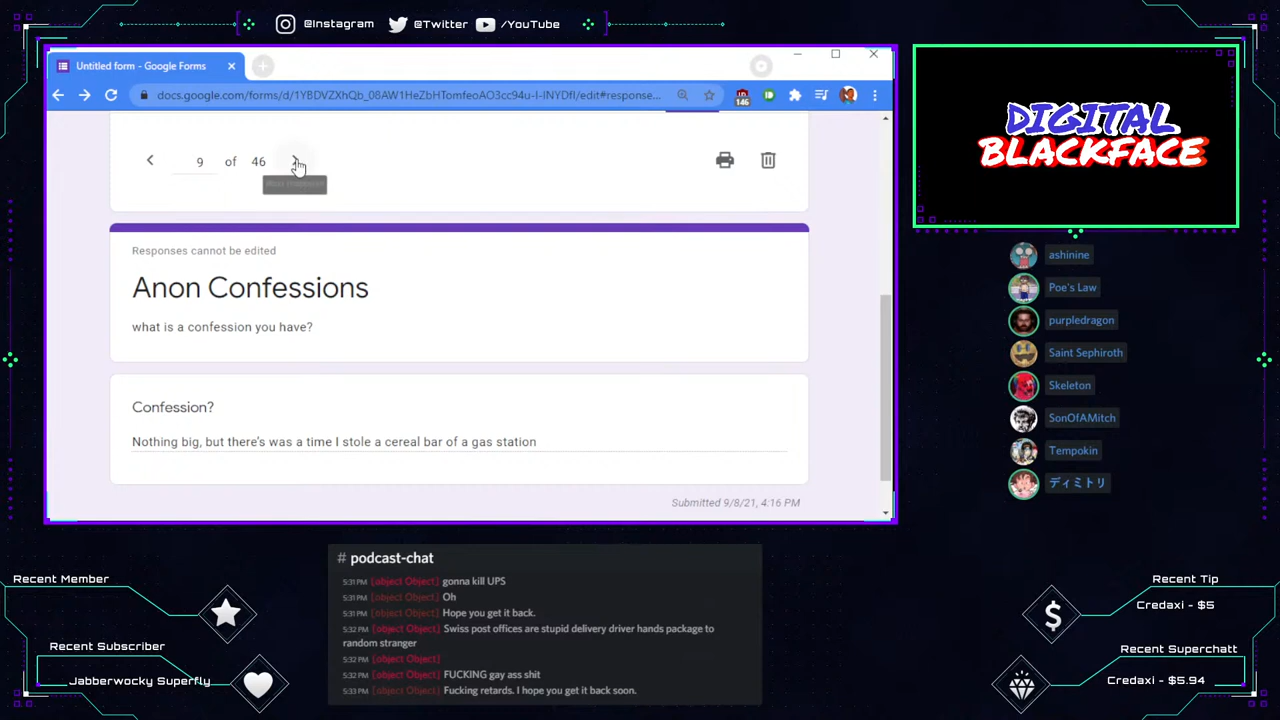 @Instagram @Twitter /YouTube
Untitled form - Google Forms
docs.google.com/forms/d/1YBDVZXhQb_08AW1HeZbHTomfeoAO3cc94u-I-INYDfI/edit#response...
146
9 of 46
Responses cannot be edited
Anon Confessions
what is a confession you have?
Confession?
Nothing big, but there's was a time I stole a cereal bar of a gas station
Submitted 9/8/21, 4:16 PM
DIGITAL
BLACKFACE
ashinine
Poe's Law
purpledragon
Saint Sephiroth
Skeleton
SonOfAMitch
Tempokin
ディミトリ
# podcast-chat
5:31 PM [object Object] gonna kill UPS
5:31 PM [object Object] Oh
5:31 PM [object Object] Hope you get it back.
5:32 PM [object Object] Swiss post offices are stupid delivery driver hands package to
random stranger
5:32 PM [object Object]
5:32 PM [object Object] FUCKING gay ass shit
5:33 PM [object Object] Fucking retards. I hope you get it back soon.
Recent Member
Recent Subscriber
Jabberwocky Superfly
Recent Tip
Credaxi - $5
$
Recent Superchatt
Credaxi - $5.94